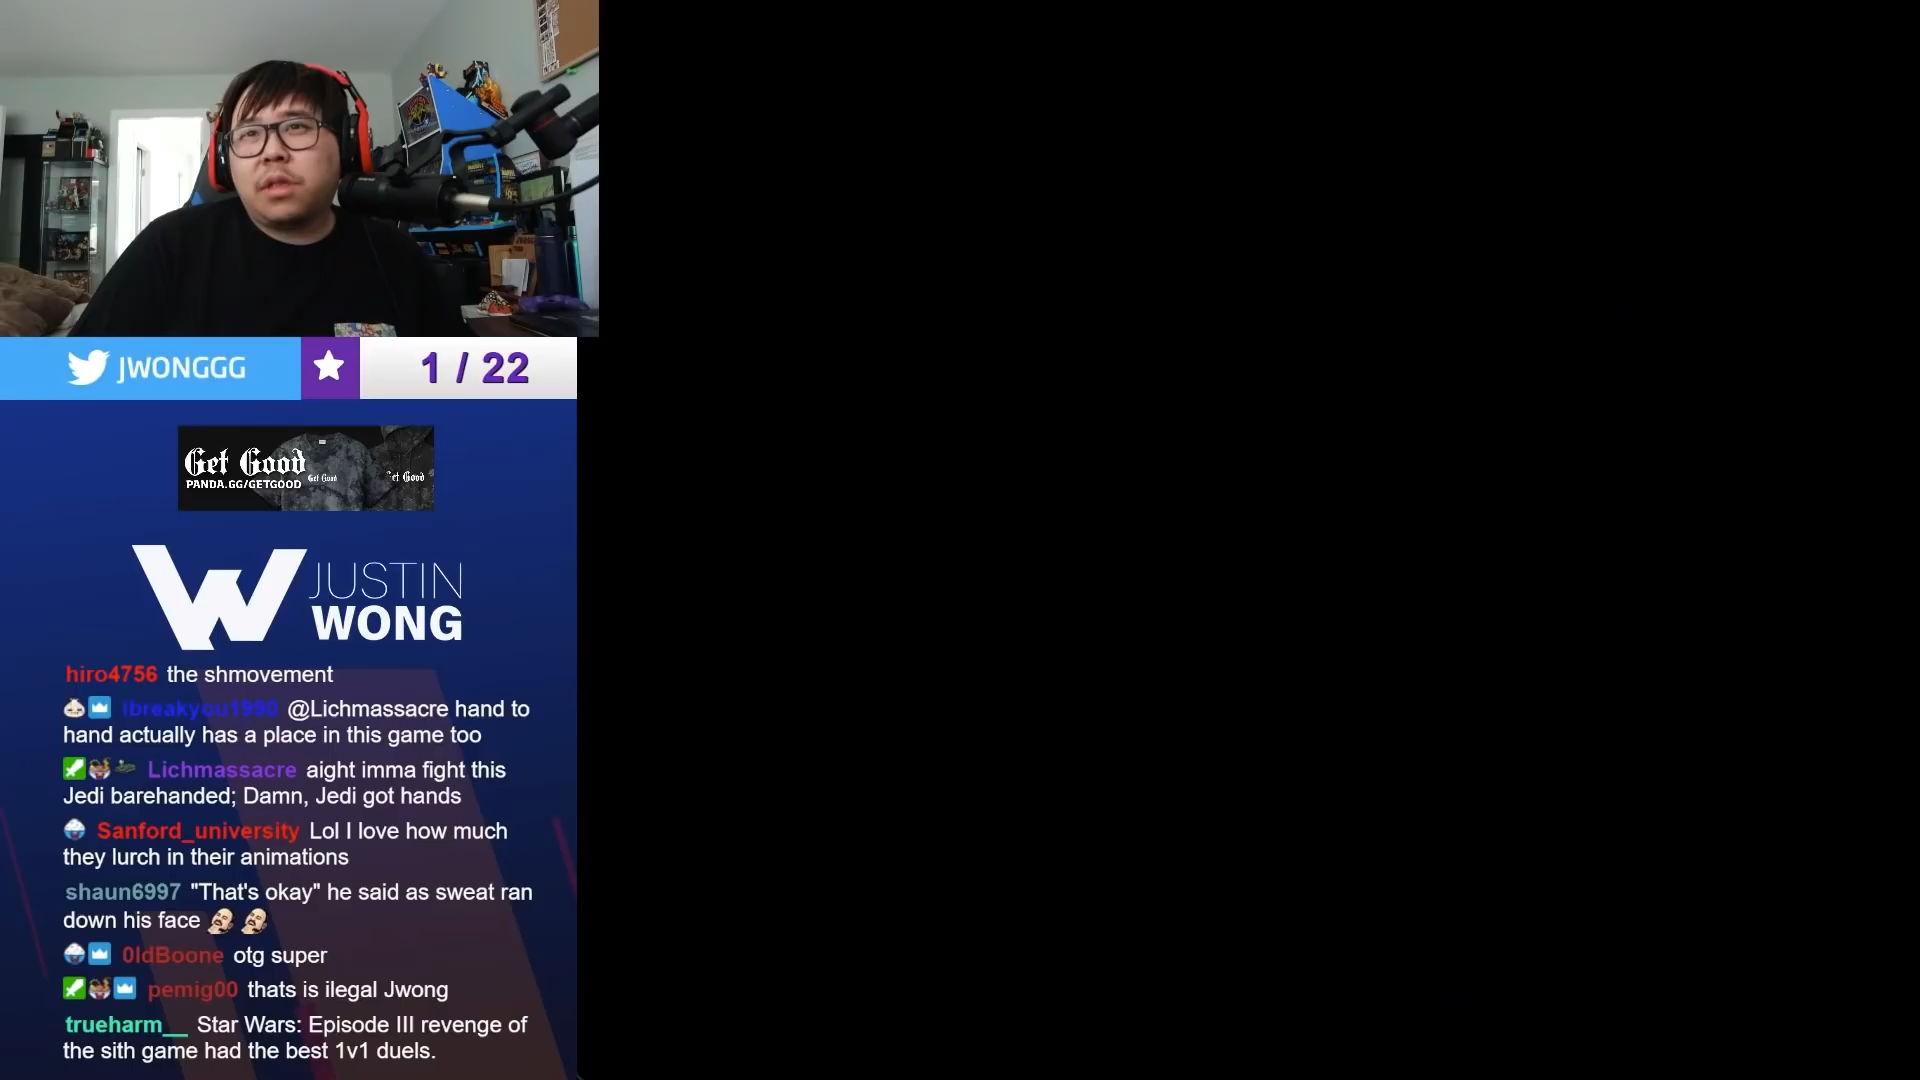 JWONGGG
1 / 22
Get Good
PANDA.GG/GETGOOD
Get Good
Get Good
W JUSTIN
WONG
hiro4756 the shmovement
ibreakyou1990 @Lichmassacre hand to
hand actually has a place in this game too
Lichmassacre aight imma fight this
Jedi barehanded; Damn, Jedi got hands
Sanford_university Lol I love how much
they lurch in their animations
shaun6997 "That's okay" he said as sweat ran
down his face
0ldBoone otg super
pemig00 thats is ilegal Jwong
trueharm__ Star Wars: Episode III revenge of
the sith game had the best 1v1 duels.